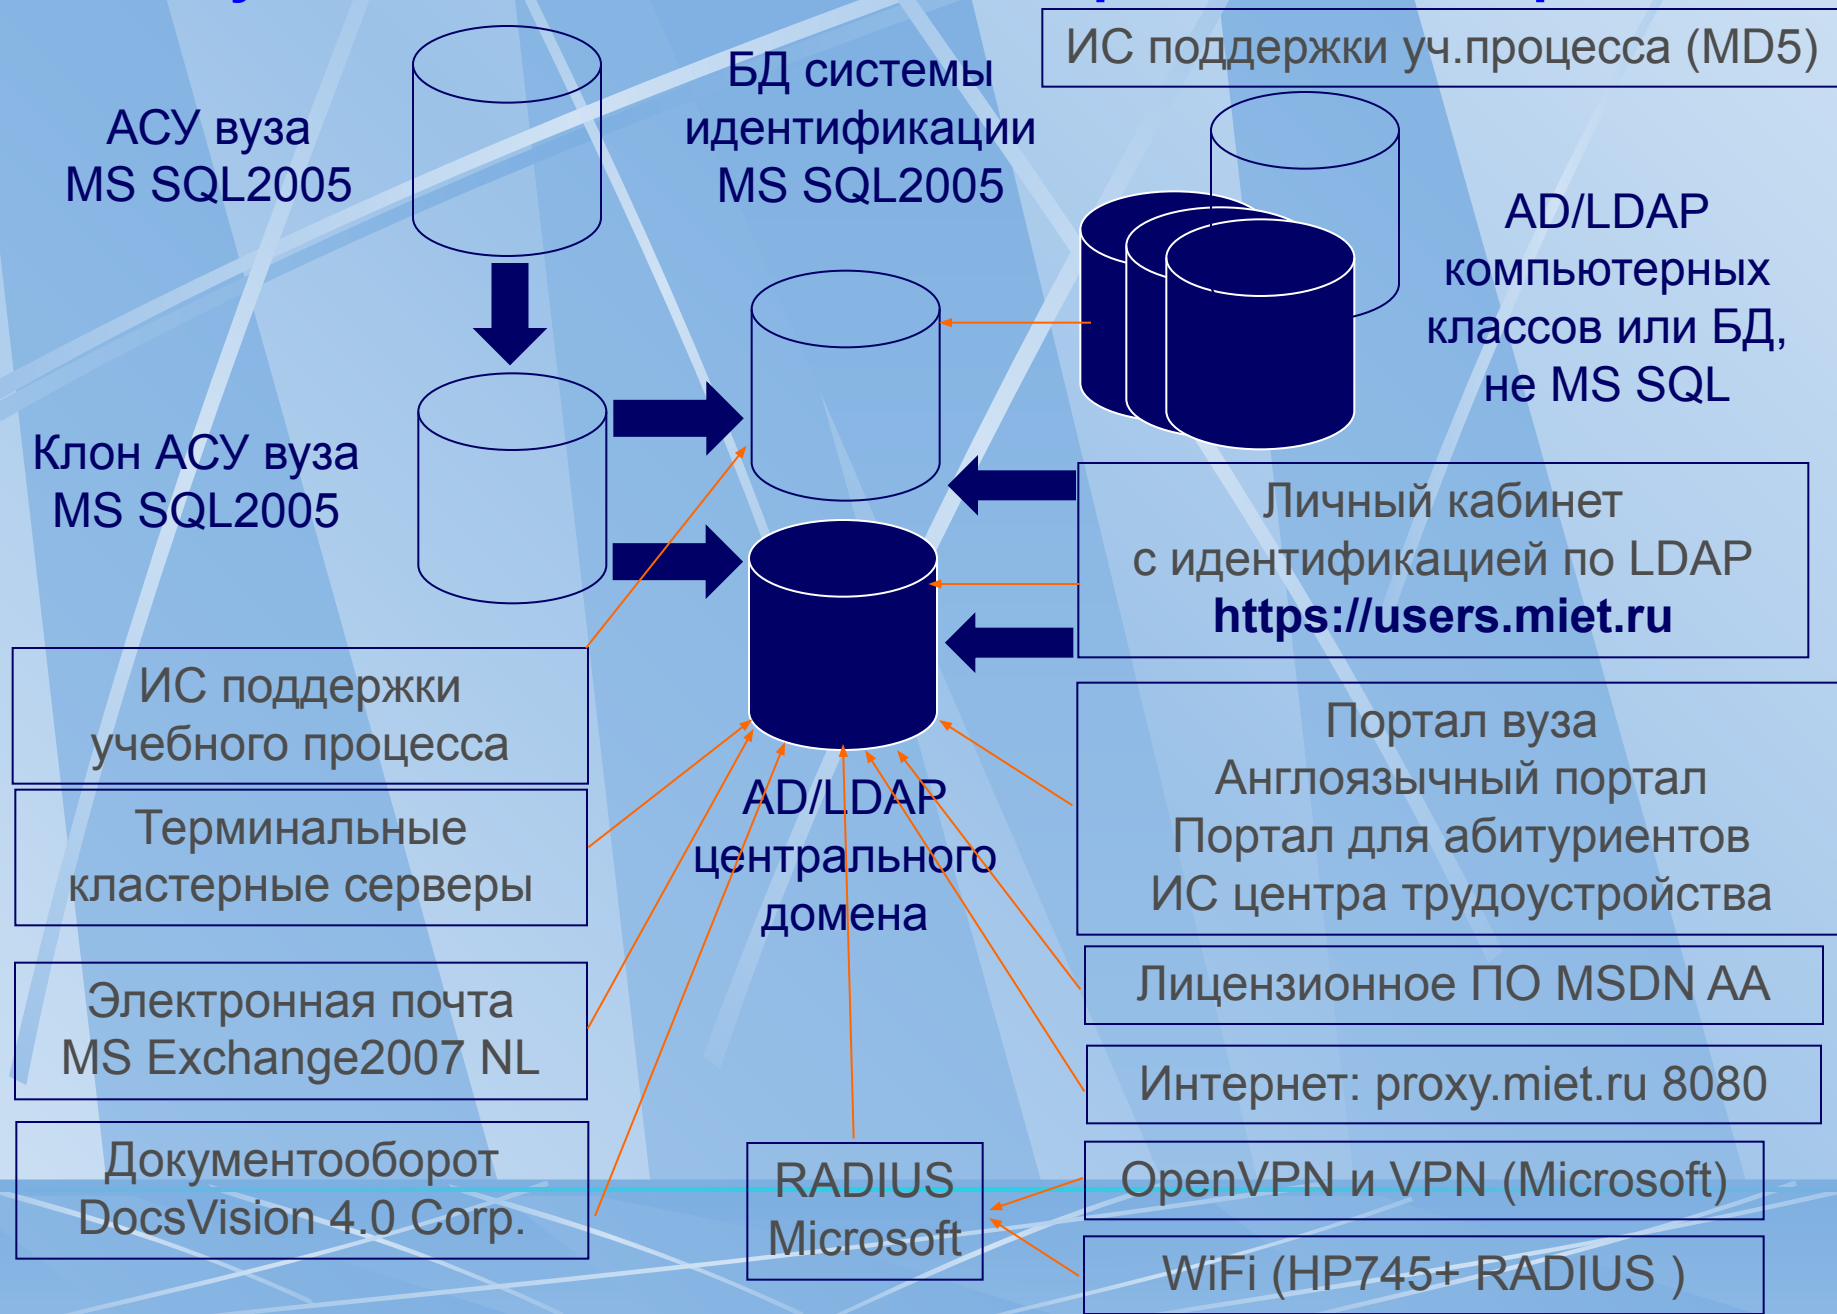 ИС поддержки уч.процесса (MD5)
АСУ вуза
MS SQL2005
БД системы
идентификации
MS SQL2005
AD/LDAP
компьютерных
классов или БД,
не MS SQL
Клон АСУ вуза
MS SQL2005
Личный кабинет
с идентификацией по LDAP
https://users.miet.ru
ИС поддержки
учебного процесса
Терминальные
кластерные серверы
Электронная почта
MS Exchange2007 NL
Документооборот
DocsVision 4.0 Corp.
AD/LDAP
центрального
домена
RADIUS
Microsoft
Портал вуза
Англоязычный портал
Портал для абитуриентов
ИС центра трудоустройства
Лицензионное ПО MSDN AA
Интернет: proxy.miet.ru 8080
OpenVPN и VPN (Microsoft)
WiFi (HP745+ RADIUS )